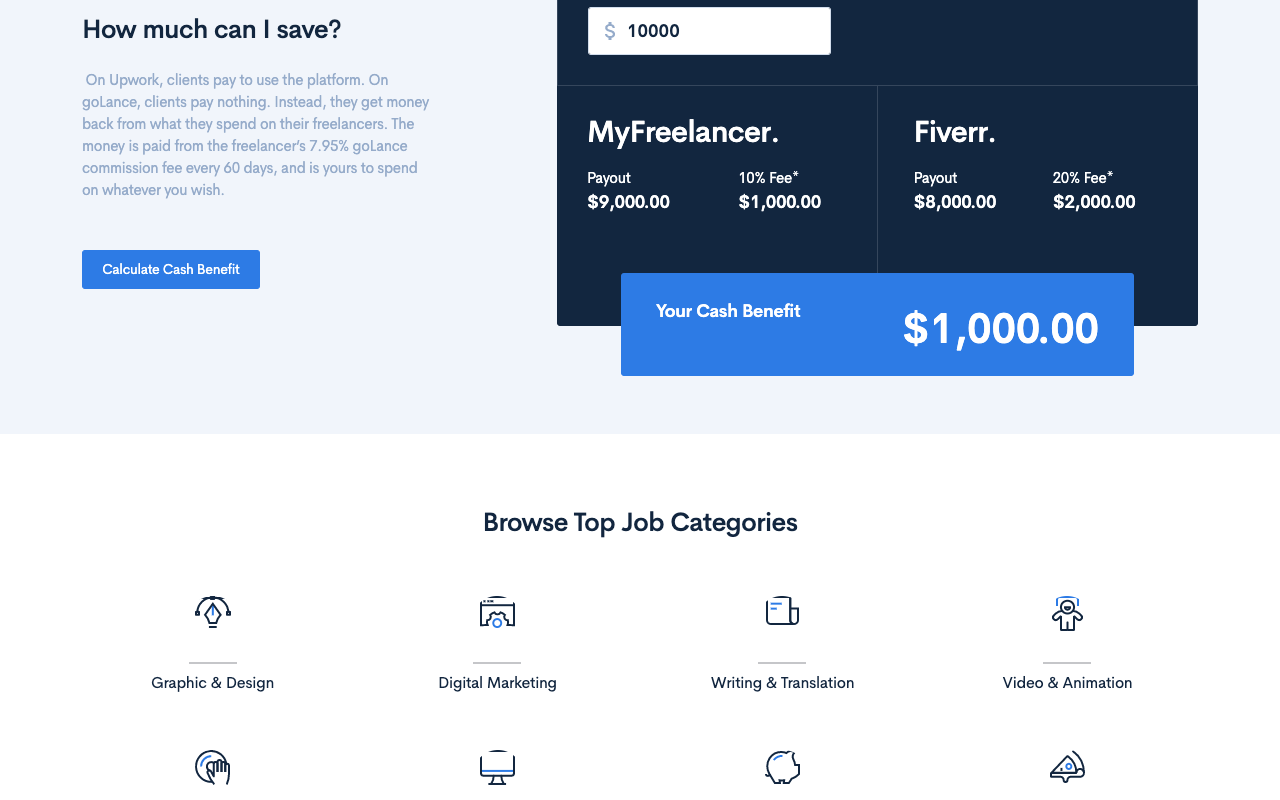 How much can I save?
On Upwork, clients pay to use the platform. On
goLance, clients pay nothing. Instead, they get money
back from what they spend on their freelancers. The
money is paid from the freelancer’s 7.95% goLance
commission fee every 60 days, and is yours to spend
on whatever you wish.
Calculate Cash Benefit
$ 10000
MyFreelancer.
Payout
$9,000.00
10% Fee*
$1,000.00
Fiverr.
Payout
$8,000.00
20% Fee*
$2,000.00
Your Cash Benefit
$1,000.00
Browse Top Job Categories
Graphic & Design
Digital Marketing
Writing & Translation
Video & Animation